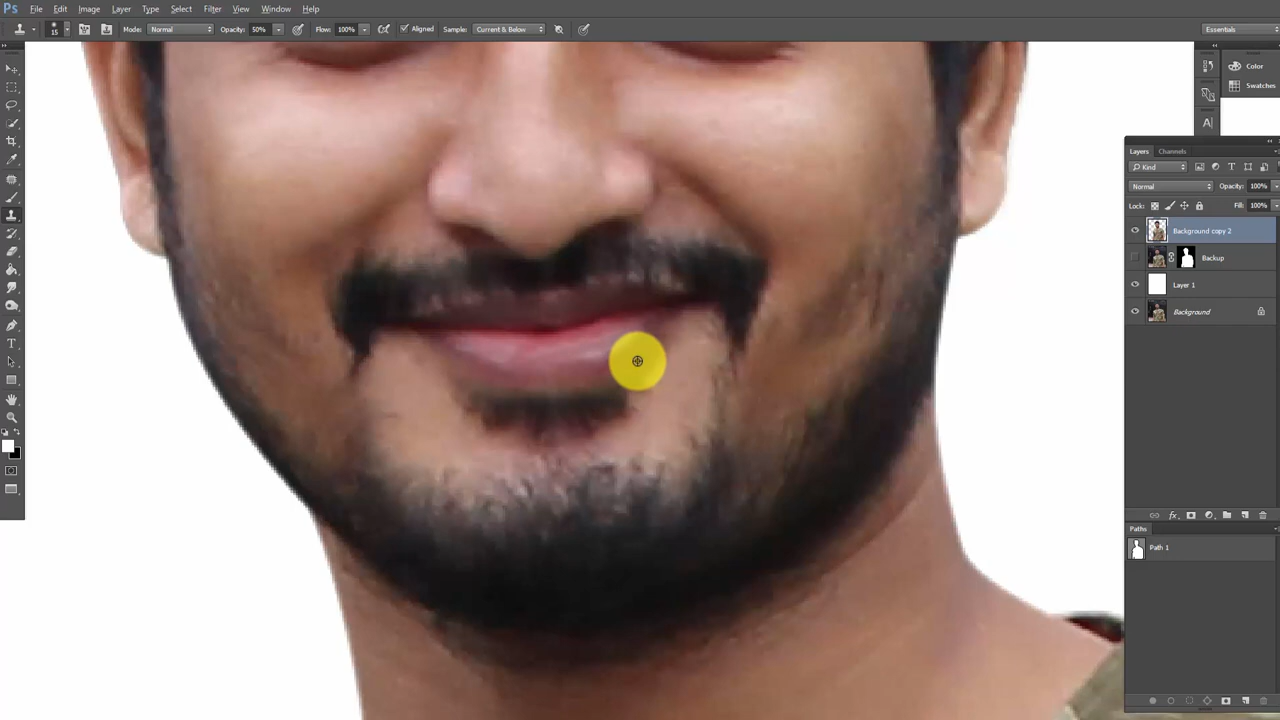 Ps File Edit Image Layer Type Select Filter View Window Help
15 Mode: Normal Opacity: 50% Flow: 100% Aligned Sample: Current & Below Essentials
Color
Swatches
A
Layers Channels
Kind T
Normal Opacity: 100%
Lock: Fill: 100%
Background copy 2
Backup
Layer 1
Background
fx
Paths
Path 1
T